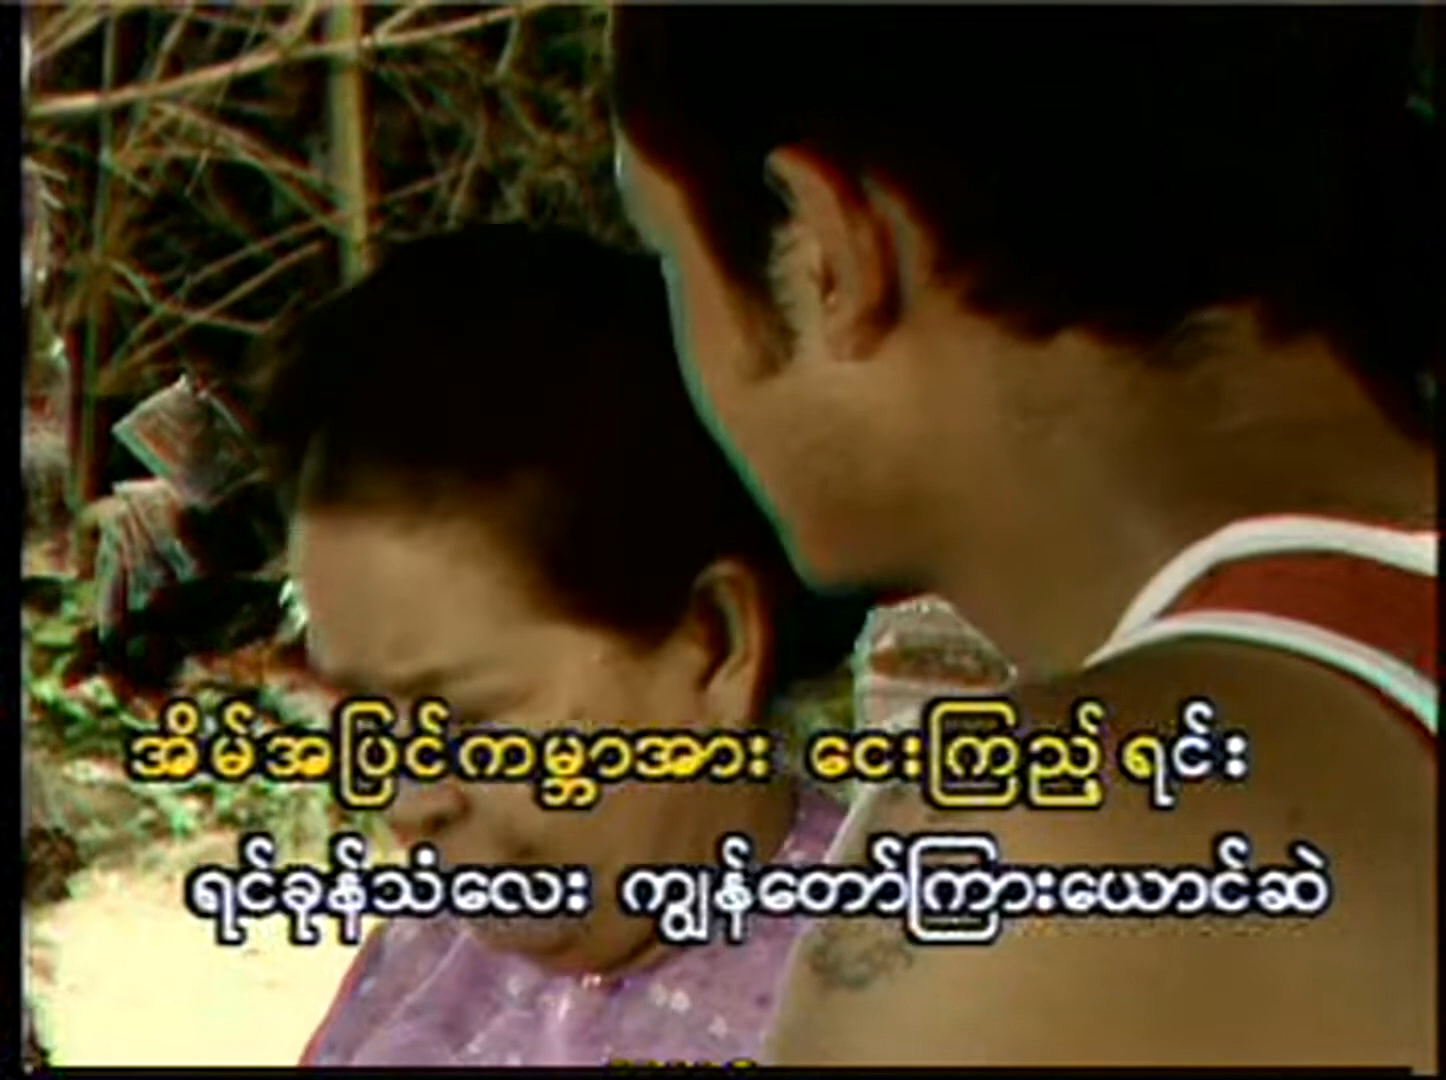 အိမ်အပြင်ကမ္ဘာအား ငေးကြည့်ရင်း
ရင်ခုန်သံလေး ကျွန်တော်ကြားယောင်ဆဲ